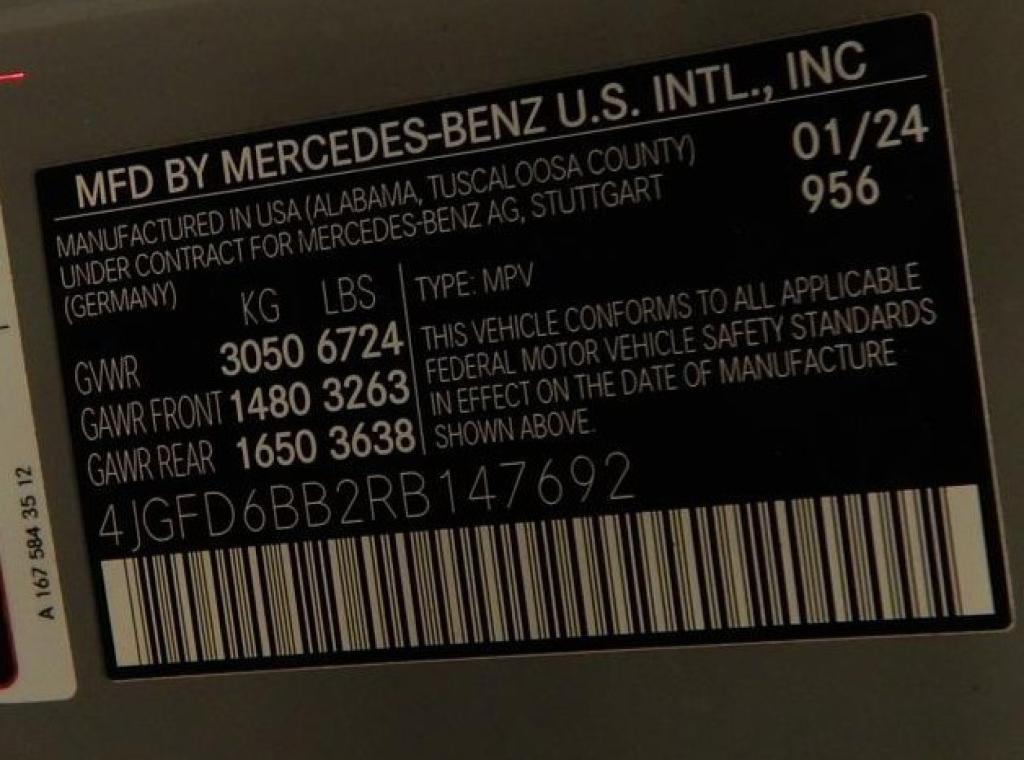 MFD BY MERCEDES-BENZ U.S. INTL., INC
MANUFACTURED IN USA (ALABAMA, TUSCALOOSA COUNTY)
UNDER CONTRACT FOR MERCEDES-BENZ AG, STUTTGART
(GERMANY)
01/24
956
KG LBS
GVWR 3050 6724
GAWR FRONT 1480 3263
GAWR REAR 1650 3638
TYPE: MPV
THIS VEHICLE CONFORMS TO ALL APPLICABLE
FEDERAL MOTOR VEHICLE SAFETY STANDARDS
IN EFFECT ON THE DATE OF MANUFACTURE
SHOWN ABOVE.
4JGFD6BB2RB147692
A 167 584 35 12